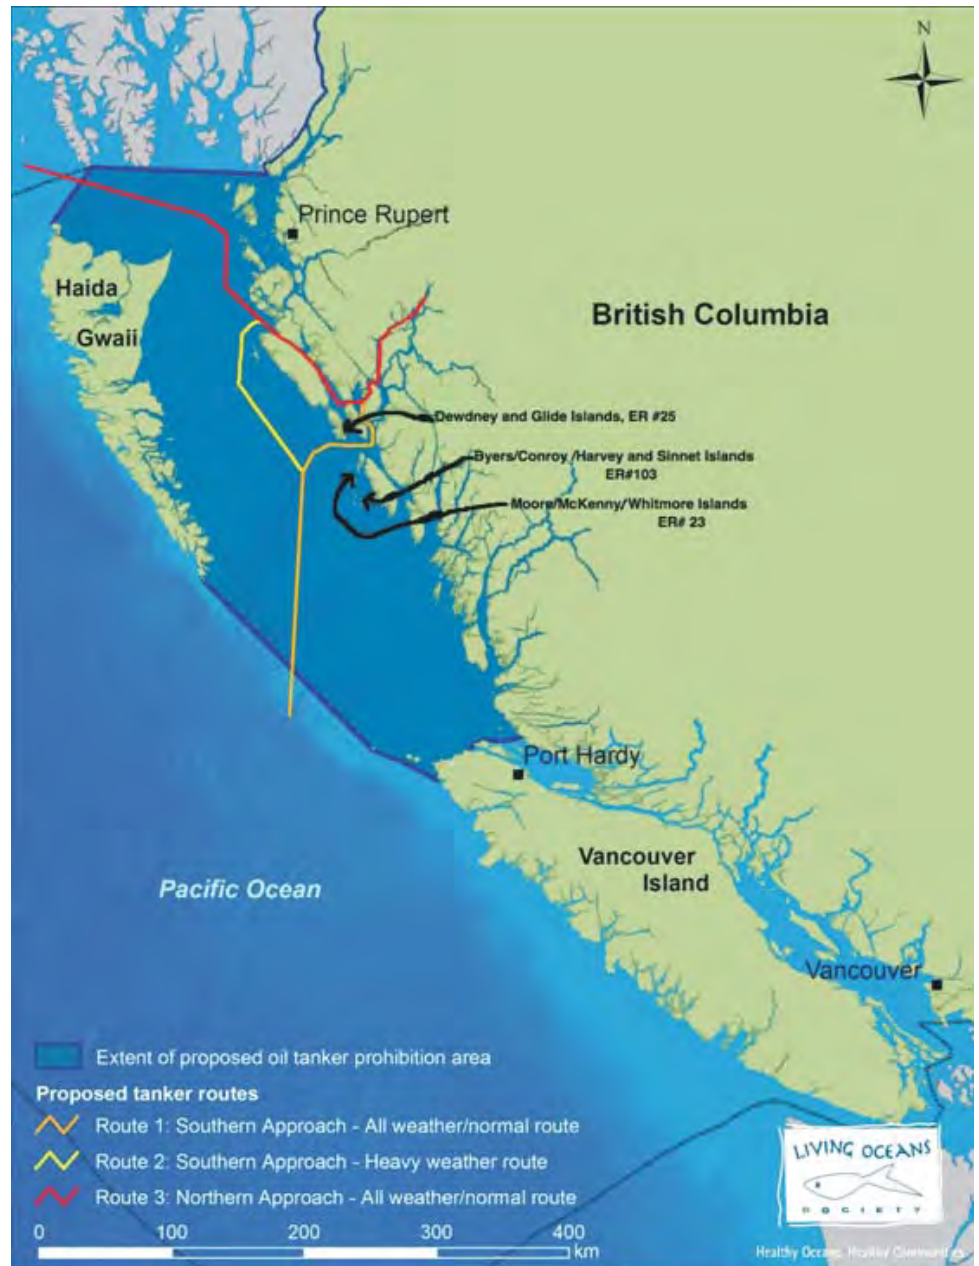 N
Prince Rupert
Haida
Gwaii
British Columbia
Dewdney and Glide Islands, ER #25
Byers/Conroy /Harvey and Sinnet Islands
ER#103
Moore/McKenny/Whitmore Islands
ER# 23
Port Hardy
Vancouver
Island
Pacific Ocean
Vancouver
Extent of proposed oil tanker prohibition area
Proposed tanker routes
Route 1: Southern Approach - All weather/normal route
Route 2: Southern Approach - Heavy weather route
Route 3: Northern Approach - All weather/normal route
0 100 200 300 400
km
LIVING OCEANS
SOCIETY
Healthy Oceans. Healthy Communities